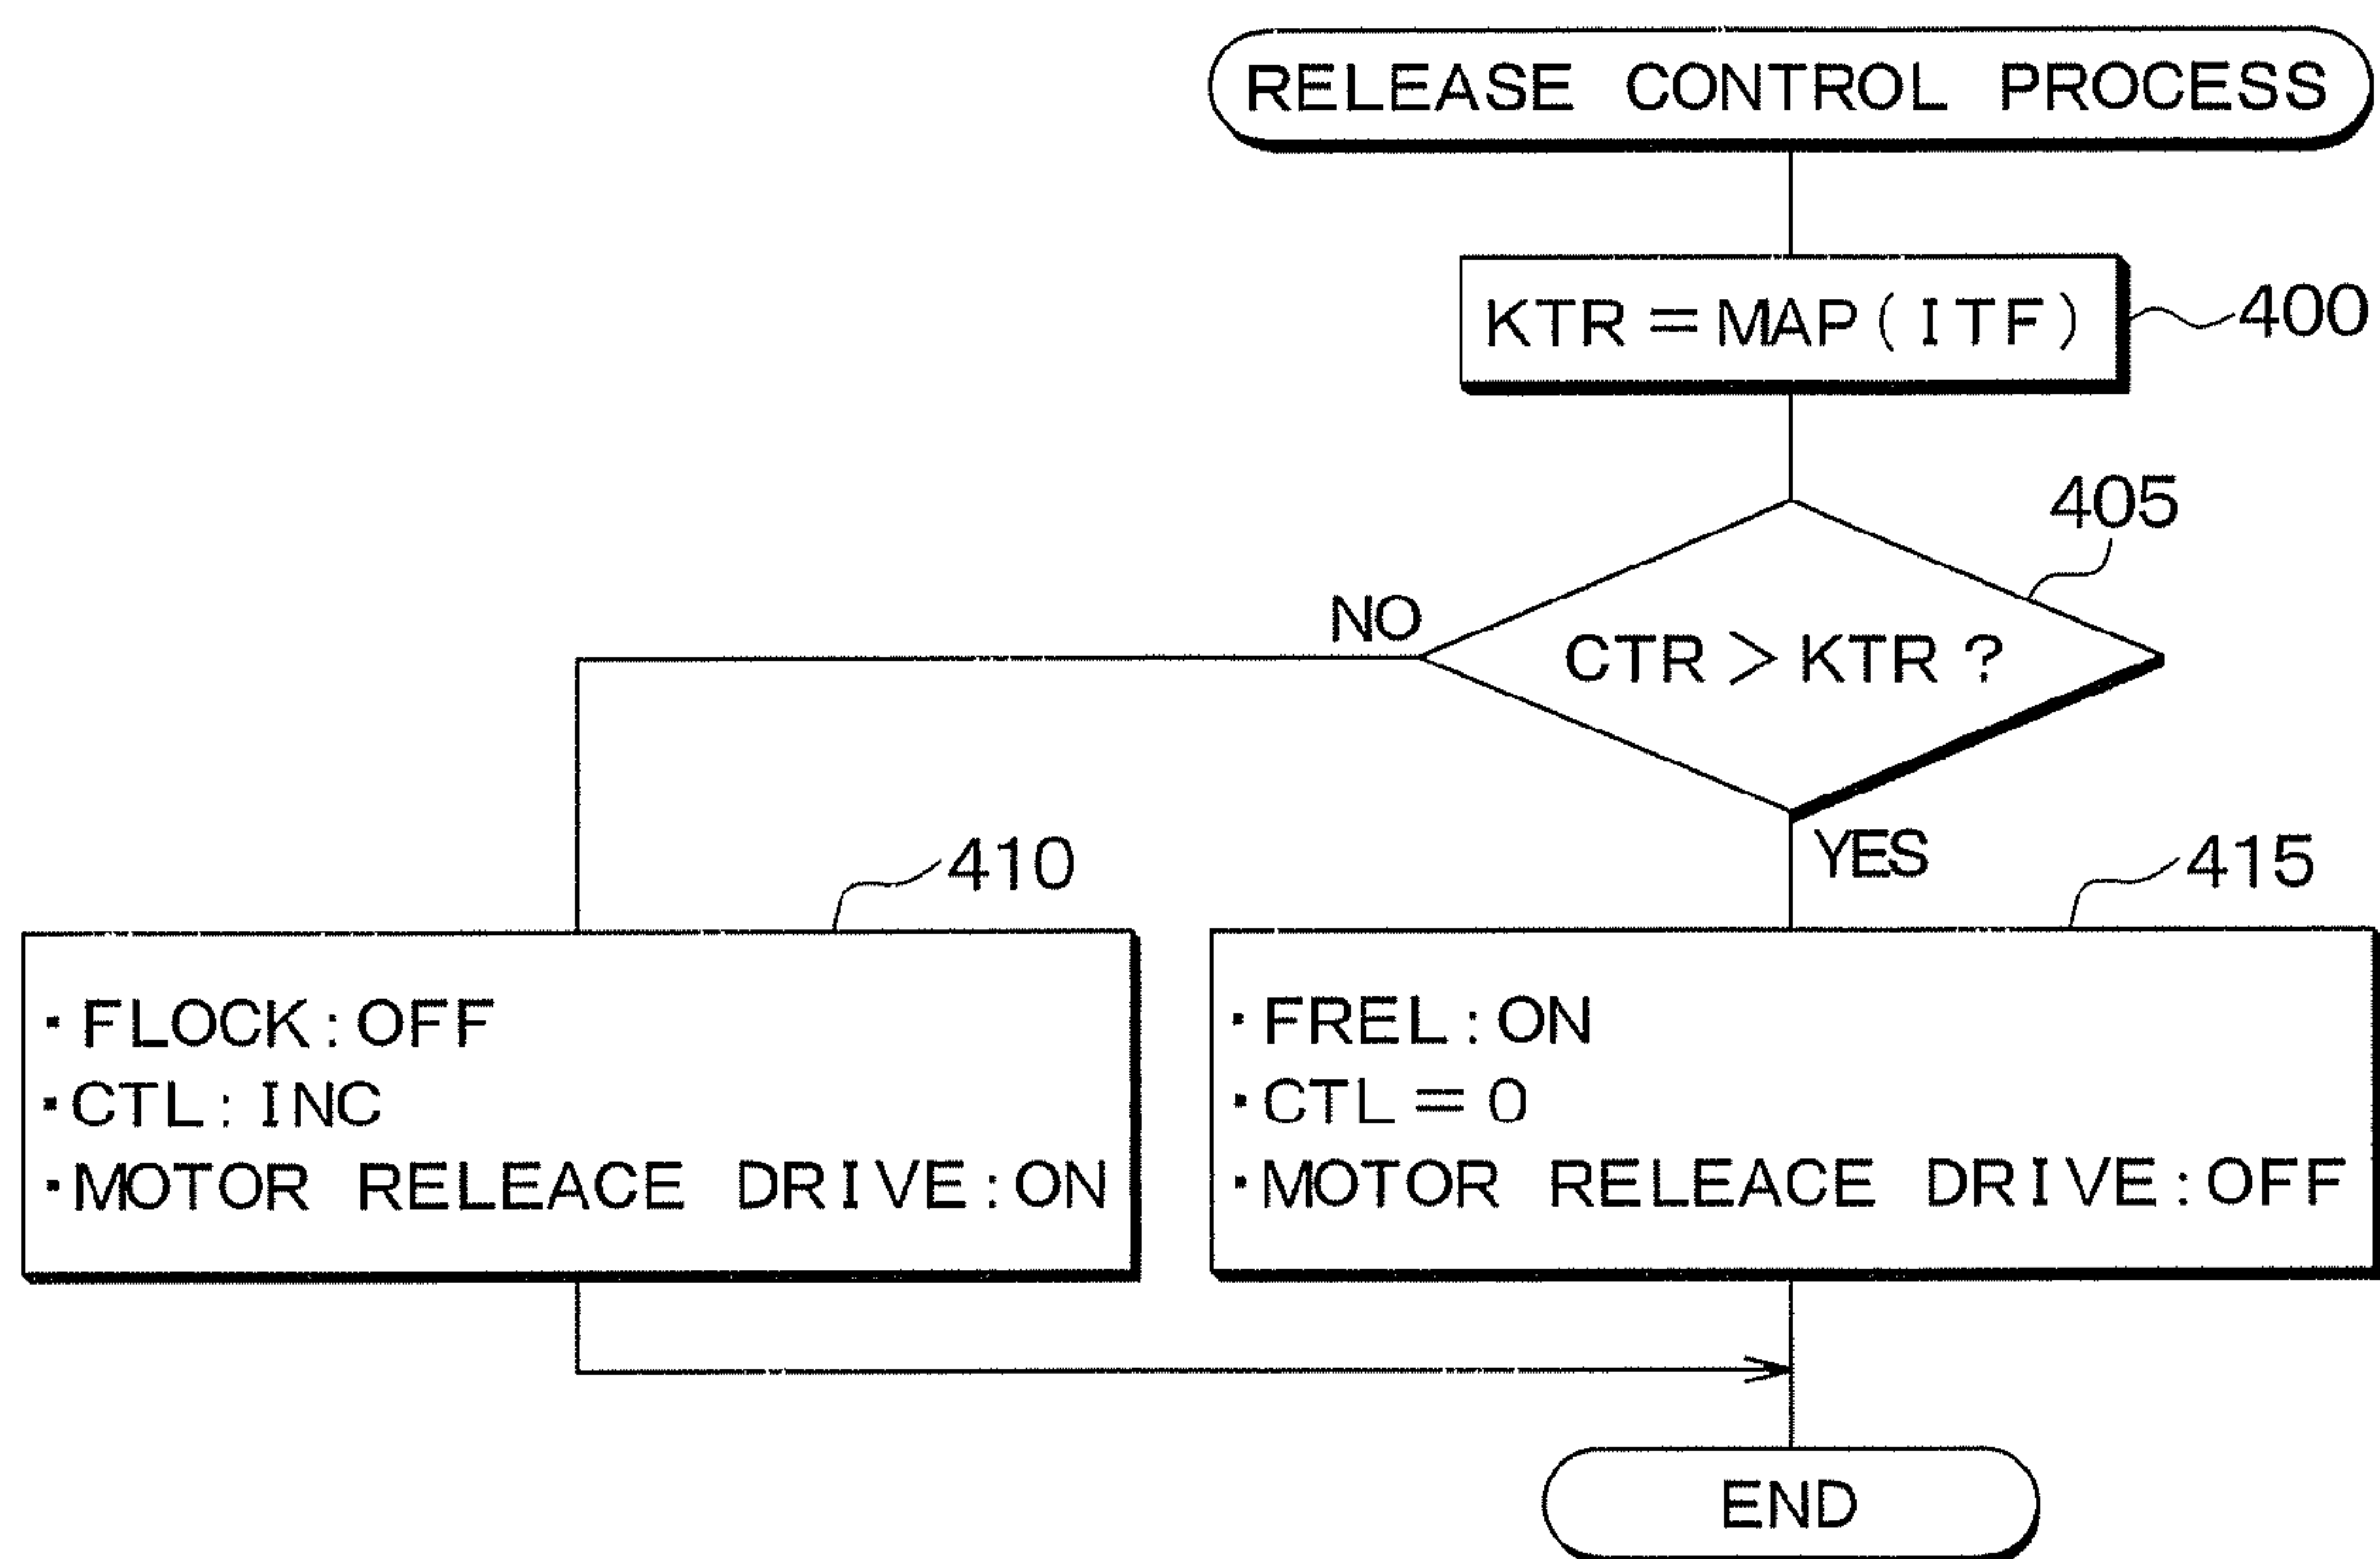 RELEASE CONTROL PROCESS
KTR=MAP(ITF)
400
405
NO
CTR>KTR?
YES
410
415
・FLOCK:OFF
・CTL:INC
・MOTOR RELEACE DRIVE:ON
・FREL:ON
・CTL=0
・MOTOR RELEACE DRIVE:OFF
END